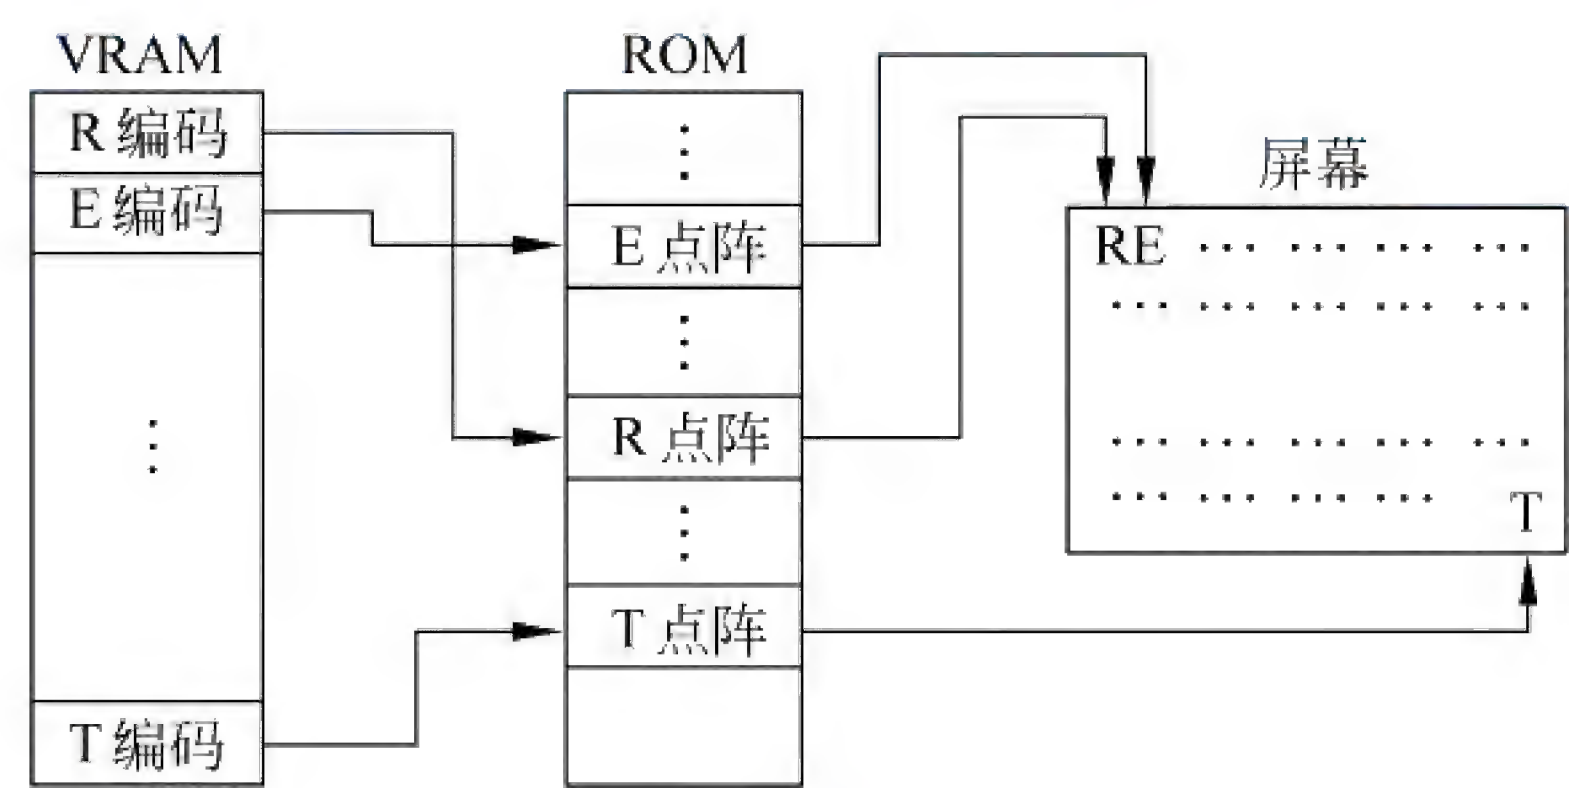 VRAM
R 编码
E 编码
⋮
T 编码
ROM
⋮
E 点阵
⋮
R 点阵
⋮
T 点阵
屏幕
RE ··· ··· ··· ···
··· ··· ··· ··· ···
··· ··· ··· ··· ···
··· ··· ··· ··· T